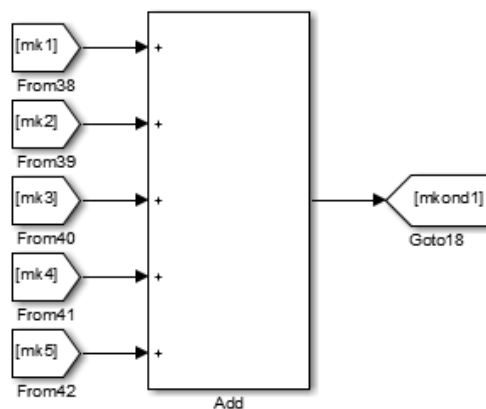 [mk1]
+
From38
[mk2]
+
From39
[mk3]
+
From40
[mkond1]
Goto18
[mk4]
+
From41
[mk5]
+
From42
Add